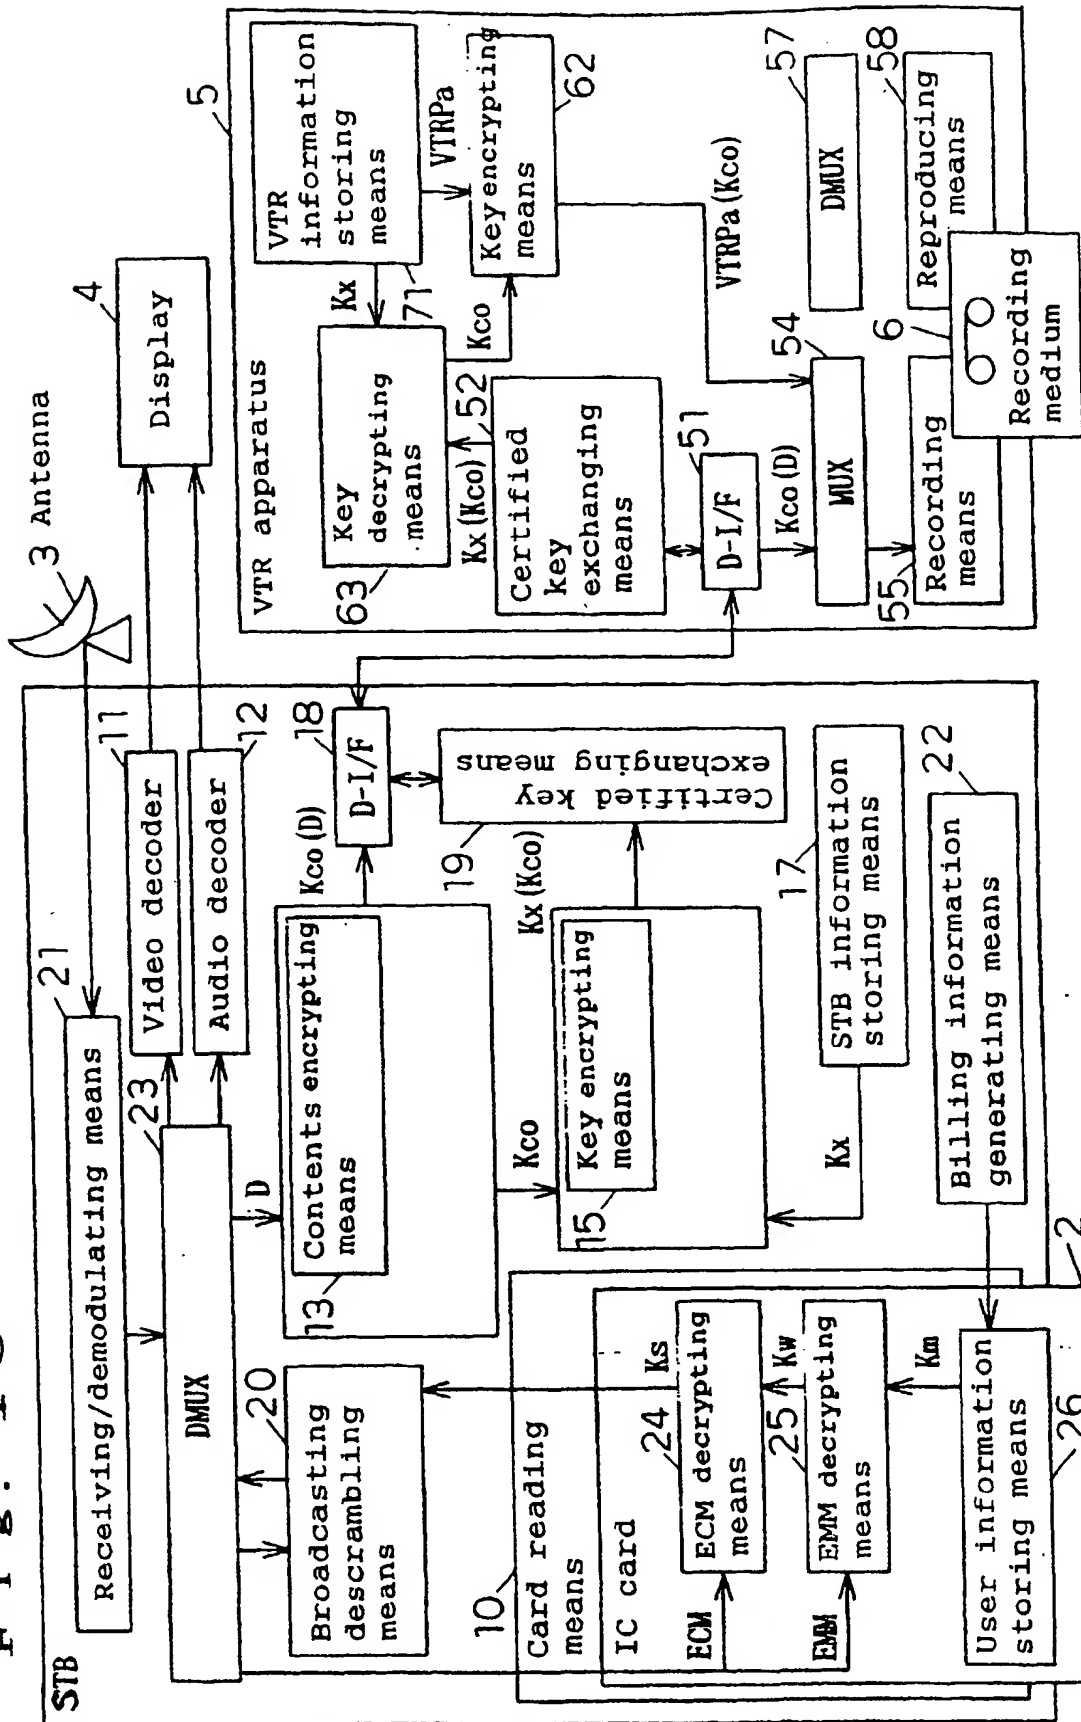 STB
3 Antenna
21
Receiving/demodulating means
11
Video decoder
12
Audio decoder
4
Display
23
DMUX
D
20
Broadcasting
descrambling
means
13
Contents encrypting
means
Kco(D)
18
D-I/F
19
Certified key
exchanging means
Kco
15
Key encrypting
means
Kx(Kco)
17
STB information
storing means
Kx
22
Billing information
generating means
10
Card reading
means
IC card
2
Ks
24
ECM decrypting
means
ECM
Kw
25
EMM decrypting
means
EMM
Km
User information
storing means
26
5
VTR apparatus
VTR
information
storing
means
71
Kx
VTRPa
Key encrypting
means
62
Kco
Key
decrypting
means
63
Kx(Kco)
52
Certified
key
exchanging
means
51
D-I/F
Kco(D)
VTRPa(Kco)
54
MUX
57
DMUX
55
Recording
means
58
Reproducing
means
6
Recording
medium